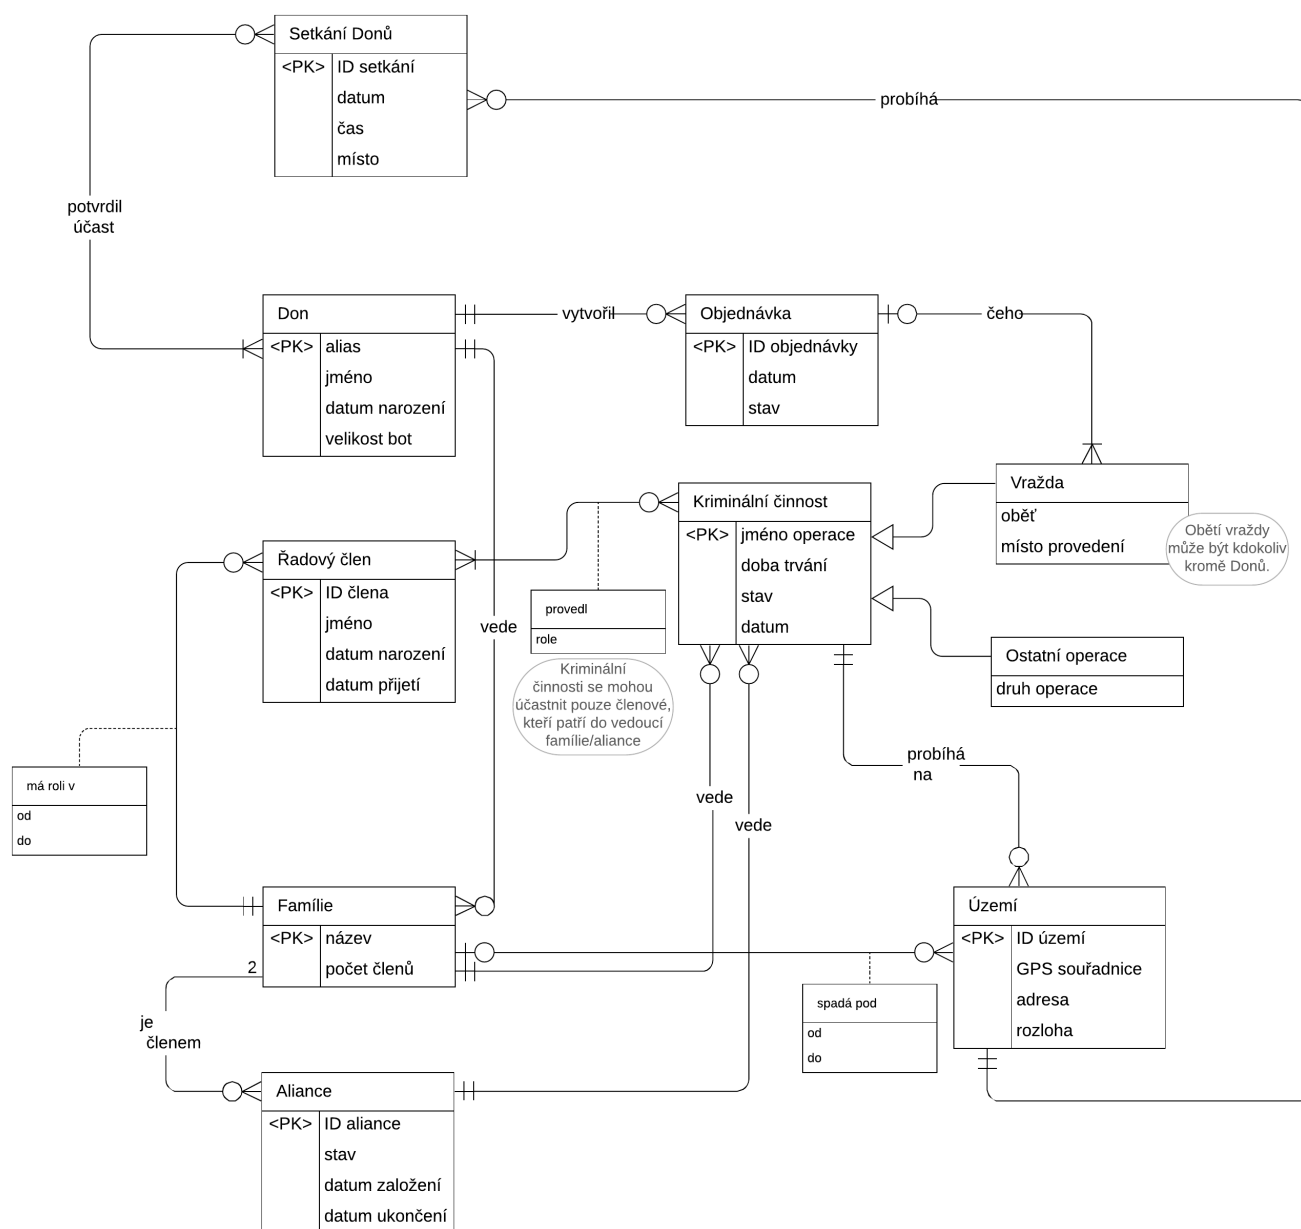 Setkání Donů
<PK> ID setkání
datum
čas
místo
probíhá
potvrdil
účast
Don
<PK> alias
jméno
datum narození
velikost bot
vytvořil
Objednávka
<PK> ID objednávky
datum
stav
čeho
Vražda
oběť
místo provedení
Obětí vraždy
může být kdokoliv
kromě Donů.
Kriminální činnost
<PK> jméno operace
doba trvání
stav
datum
Řadový člen
<PK> ID člena
jméno
datum narození
datum přijetí
provedl
role
Kriminální
činnosti se mohou
účastnit pouze členové,
kteří patří do vedoucí
famílie/aliance
vede
Ostatní operace
druh operace
má roli v
od
do
probíhá
na
vede
vede
Famílie
<PK> název
počet členů
2
Území
<PK> ID území
GPS souřadnice
adresa
rozloha
spadá pod
od
do
je
členem
Aliance
<PK> ID aliance
stav
datum založení
datum ukončení